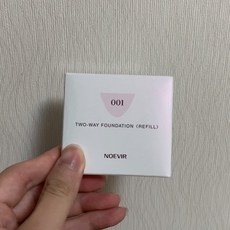 001
TWO-WAY FOUNDATION (REFILL)
NOEVIR